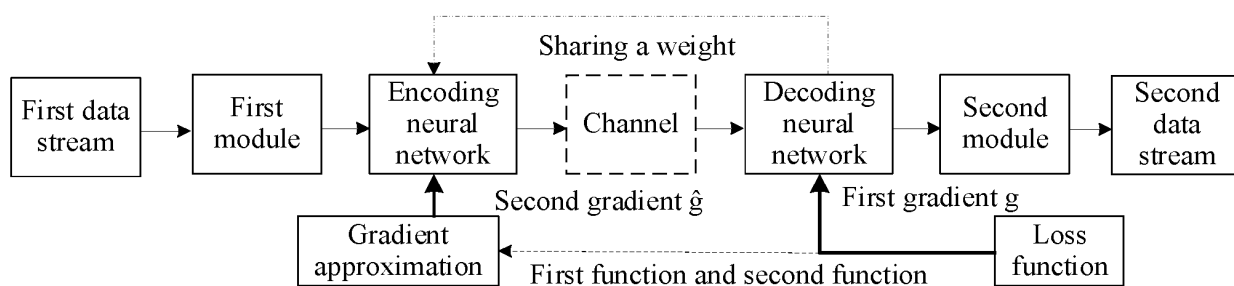 Sharing a weight
First data
stream
First
module
Encoding
neural
network
Channel
Decoding
neural
network
Second
module
Second
data
stream
Second gradient ĝ
First gradient g
Gradient
approximation
First function and second function
Loss
function